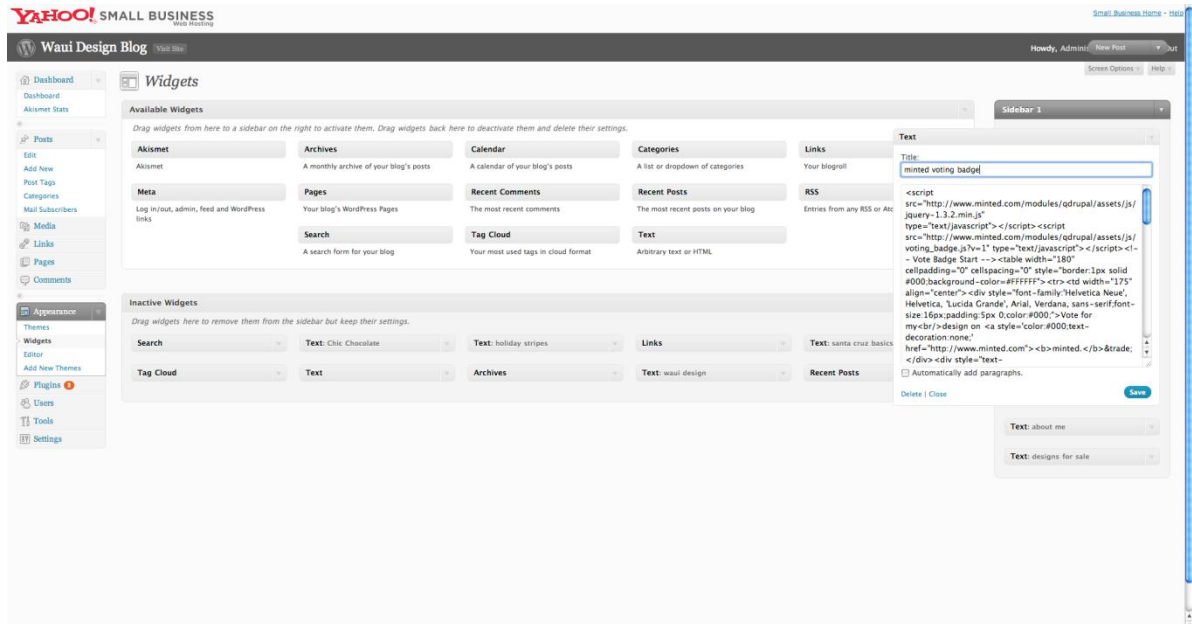 YAHOO! SMALL BUSINESS
Web Hosting
Small Business Home - Help
Waui Design Blog Visit Site
Howdy, Admini
New Post
out
Screen Options
Help
Dashboard
Dashboard
Akismet Stats
Posts
Edit
Add New
Post Tags
Categories
Mail Subscribers
Media
Links
Pages
Comments
Appearance
Themes
Widgets
Editor
Add New Themes
Plugins
Users
Tools
Settings
Widgets
Available Widgets
Drag widgets from here to a sidebar on the right to activate them. Drag widgets back here to deactivate them and delete their settings.
Akismet
Akismet
Archives
A monthly archive of your blog's posts
Calendar
A calendar of your blog's posts
Categories
A list or dropdown of categories
Links
Your blogroll
Meta
Log in/out, admin, feed and WordPress
links
Pages
Your blog's WordPress Pages
Recent Comments
The most recent comments
Recent Posts
The most recent posts on your blog
RSS
Entries from any RSS or Ato
Search
A search form for your blog
Tag Cloud
Your most used tags in cloud format
Text
Arbitrary text or HTML
Inactive Widgets
Drag widgets here to remove them from the sidebar but keep their settings.
Search
Text: Chic Chocolate
Text: holiday stripes
Links
Text: santa cruz basics
Tag Cloud
Text
Archives
Text: waui design
Recent Posts
Sidebar 1
Text
Title:
minted voting badge
<script
src="http://www.minted.com/modules/qdrupal/assets/js/
jquery-1.3.2.min.js"
type="text/javascript"></script><script
src="http://www.minted.com/modules/qdrupal/assets/js/
voting_badge.js?v=1" type="text/javascript"></script><!-
- Vote Badge Start --><table width="180"
cellpadding="0" cellspacing="0" style="border:1px solid
#000;background-color=#FFFFFF"><tr><td width="175"
align="center"><div style="font-family:'Helvetica Neue',
Helvetica, 'Lucida Grande', Arial, Verdana, sans-serif;font-
size:16px;padding:5px 0;color:#000;">Vote for
my<br/>design on <a style='color:#000;text-
decoration:none;'
href="http://www.minted.com"><b>minted.</b>&trade;
</div><div style="text-
Automatically add paragraphs.
Delete | Close
Save
Text: about me
Text: designs for sale